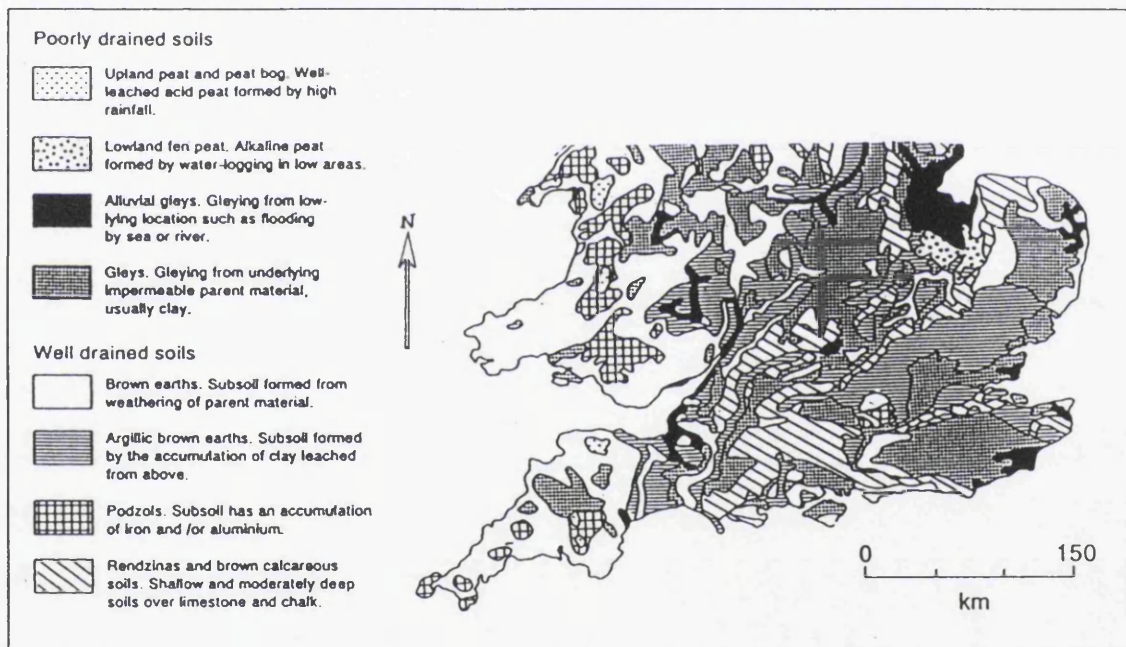 Poorly drained soils
Upland peat and peat bog. Well-
leached acid peat formed by high
rainfall.
Lowland fen peat. Alkaline peat
formed by water-logging in low areas.
Alluvial gleys. Gleying from low-
lying location such as flooding
by sea or river.
Gleys. Gleying from underlying
impermeable parent material,
usually clay.
Well drained soils
Brown earths. Subsoil formed from
weathering of parent material.
Argillic brown earths. Subsoil formed
by the accumulation of clay leached
from above.
Podzols. Subsoil has an accumulation
of iron and /or aluminium.
Rendzinas and brown calcareous
soils. Shallow and moderately deep
soils over limestone and chalk.
N
0 150
km